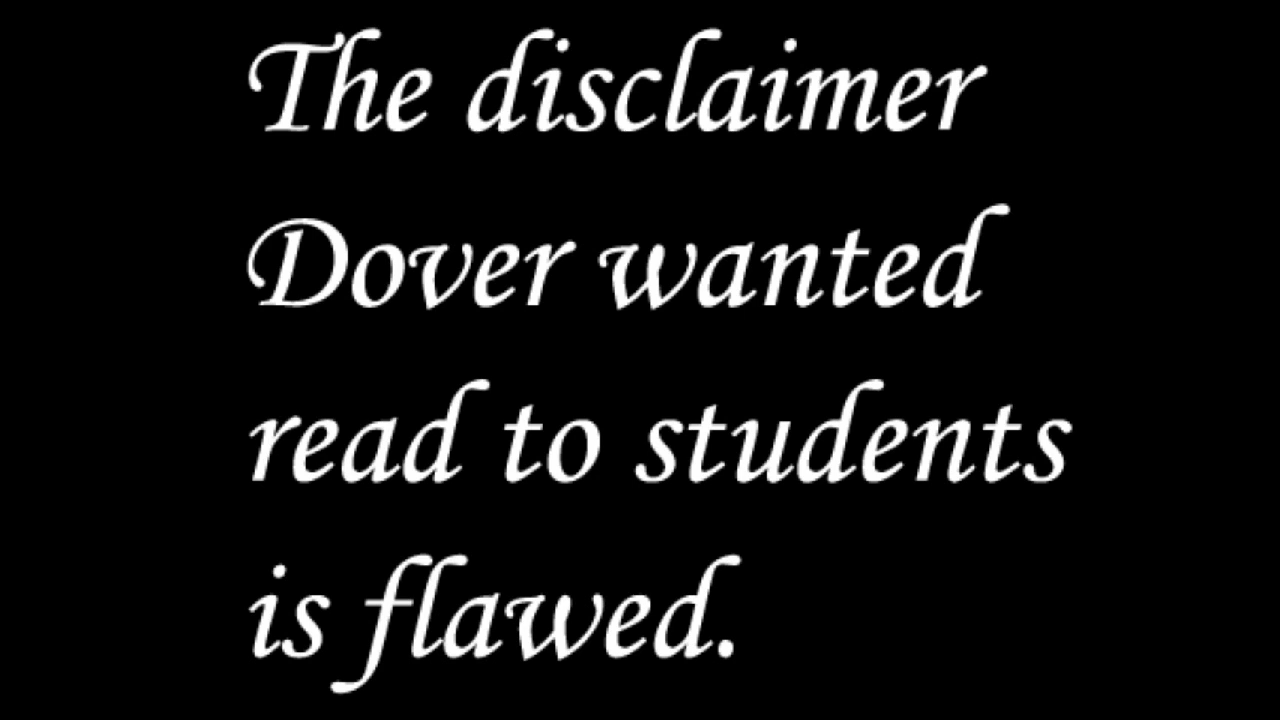 The disclaimer
Dover wanted
read to students
is flawed.